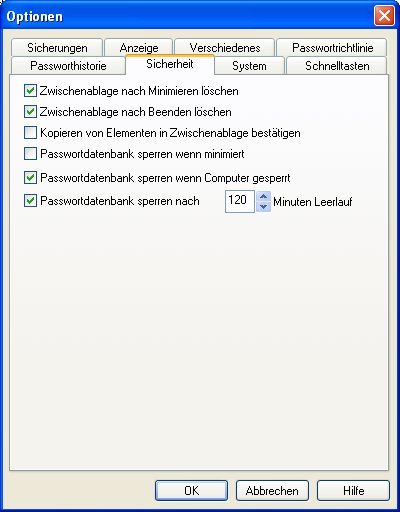 Optionen
Sicherungen Anzeige Verschiedenes Passwortrichtlinie
Passworthistorie Sicherheit System Schnelltasten
Zwischenablage nach Minimieren löschen
Zwischenablage nach Beenden löschen
Kopieren von Elementen in Zwischenablage bestätigen
Passwortdatenbank sperren wenn minimiert
Passwortdatenbank sperren wenn Computer gesperrt
Passwortdatenbank sperren nach 120 Minuten Leerlauf
OK Abbrechen Hilfe